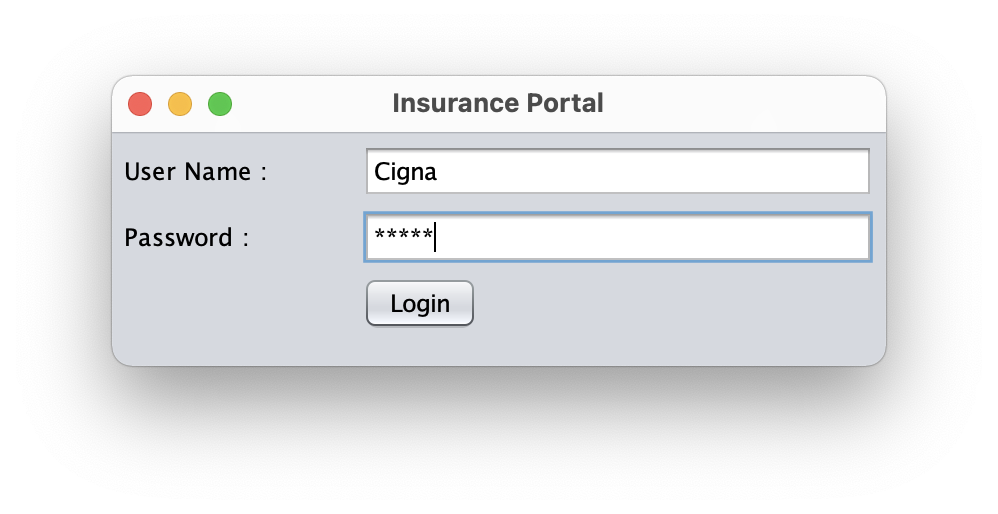 Insurance Portal
User Name : Cigna
Password : *****
Login